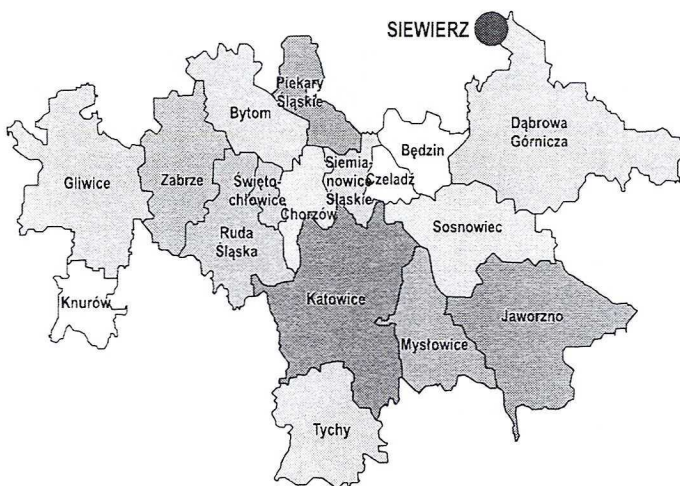 SIEWIERZ
Piekary
Śląskie
Bytom
Dąbrowa
Górnicza
Będzin
Gliwice
Zabrze
Święto-
chłowice
Chorzów
Siemia-
nowice
Śląskie
Czeladź
Ruda
Śląska
Sosnowiec
Knurów
Katowice
Mysłowice
Jaworzno
Tychy